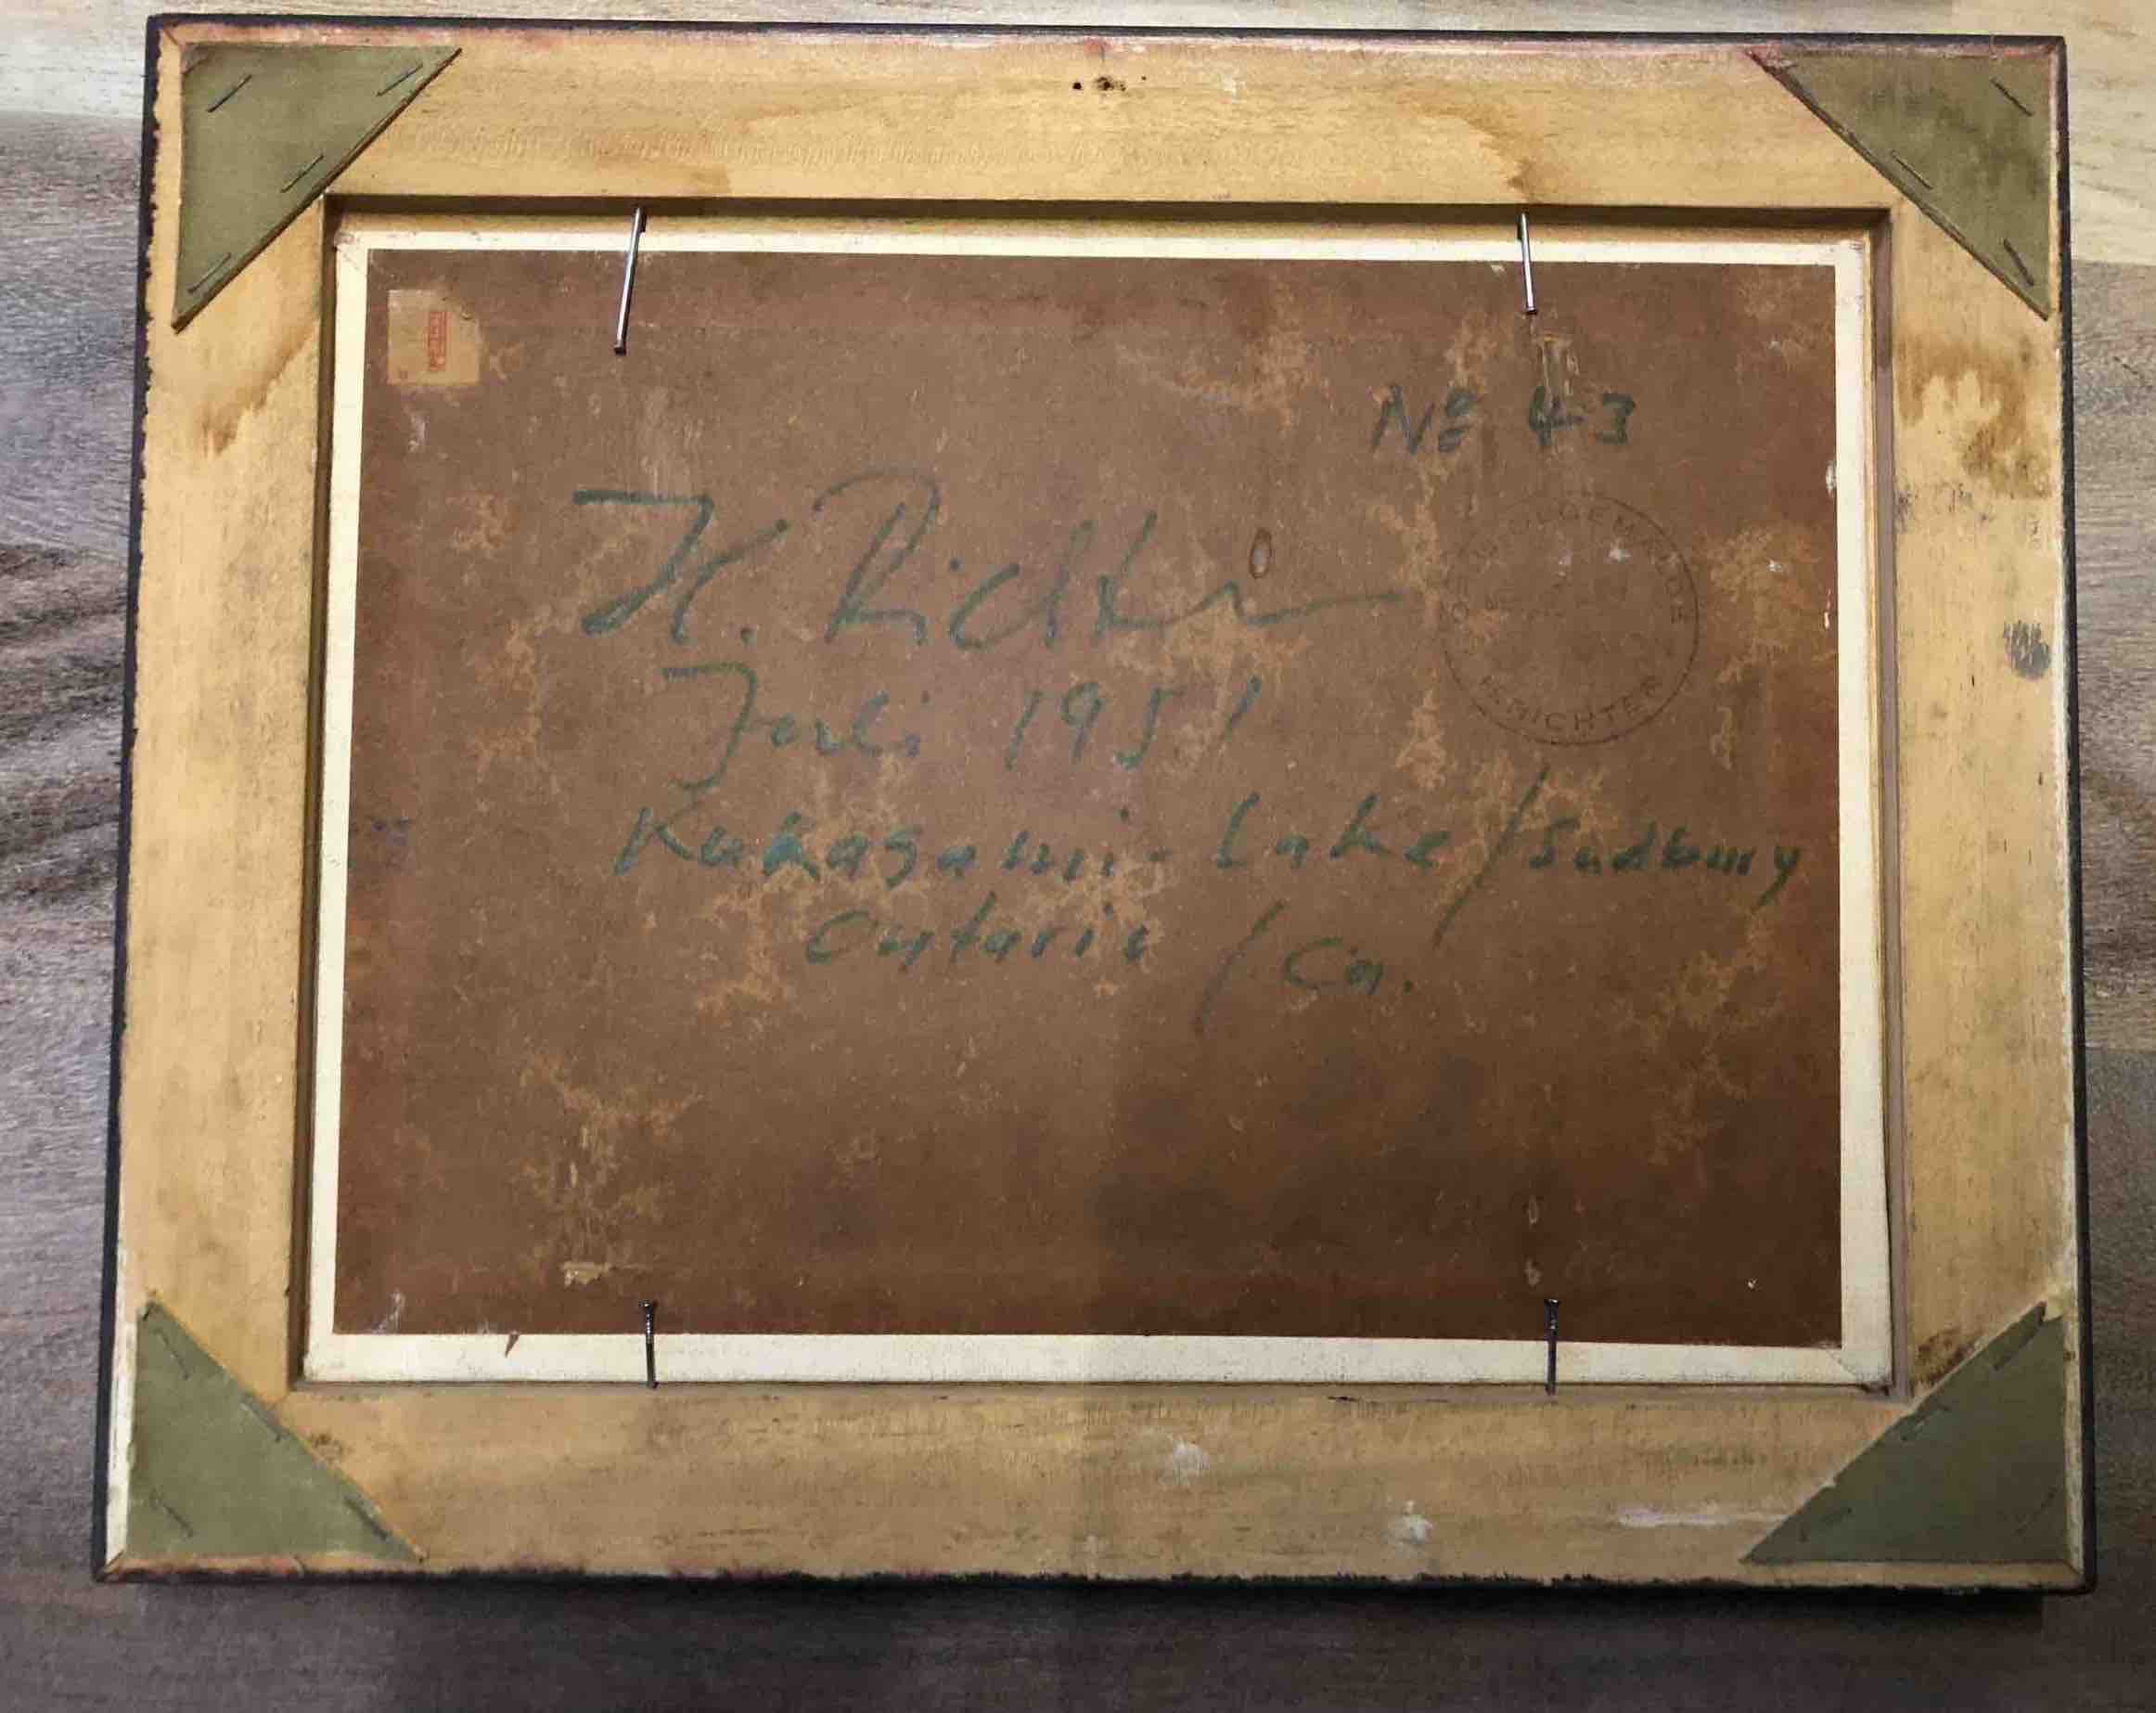 Nº 43
H. Richter
Juli 1951
Kukagami-Lake / Sudbury
Ontario / Ca.
H. RICHTER